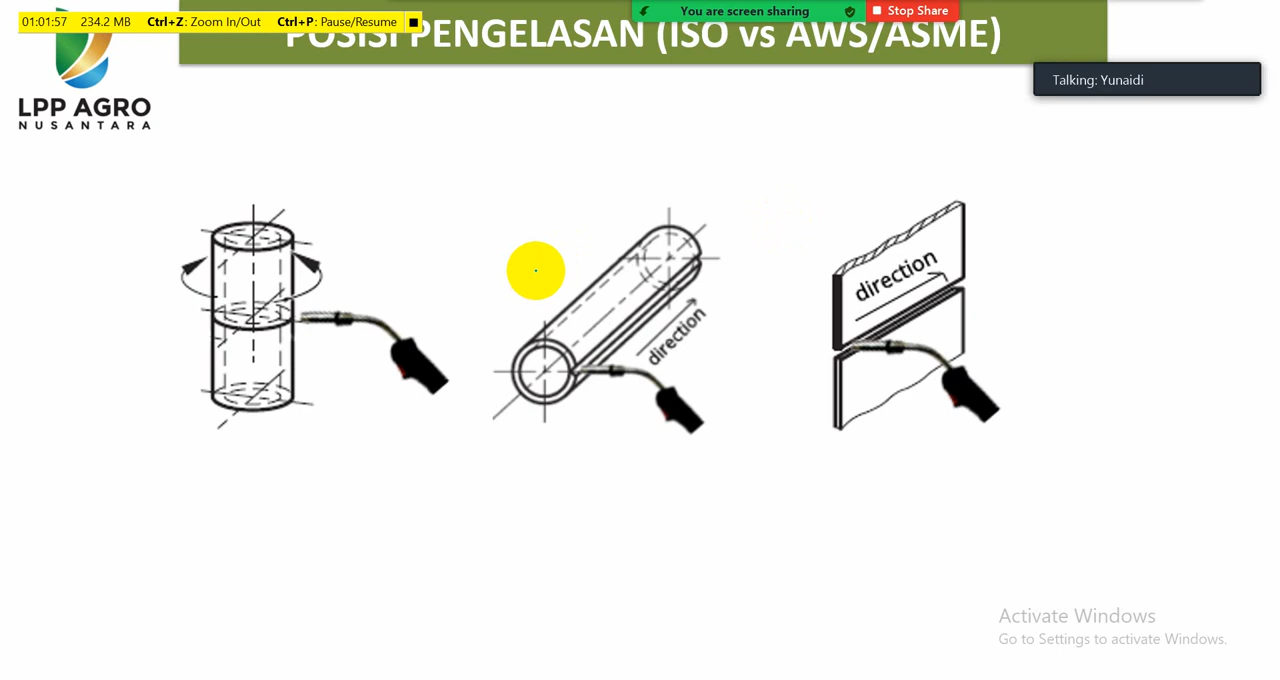 01:01:57 234.2 MB Ctrl+Z: Zoom In/Out Ctrl+P: Pause/Resume
You are screen sharing
Stop Share
POSISI PENGELASAN (ISO vs AWS/ASME)
Talking: Yunaidi
LPP AGRO
NUSANTARA
direction
direction
Activate Windows
Go to Settings to activate Windows.